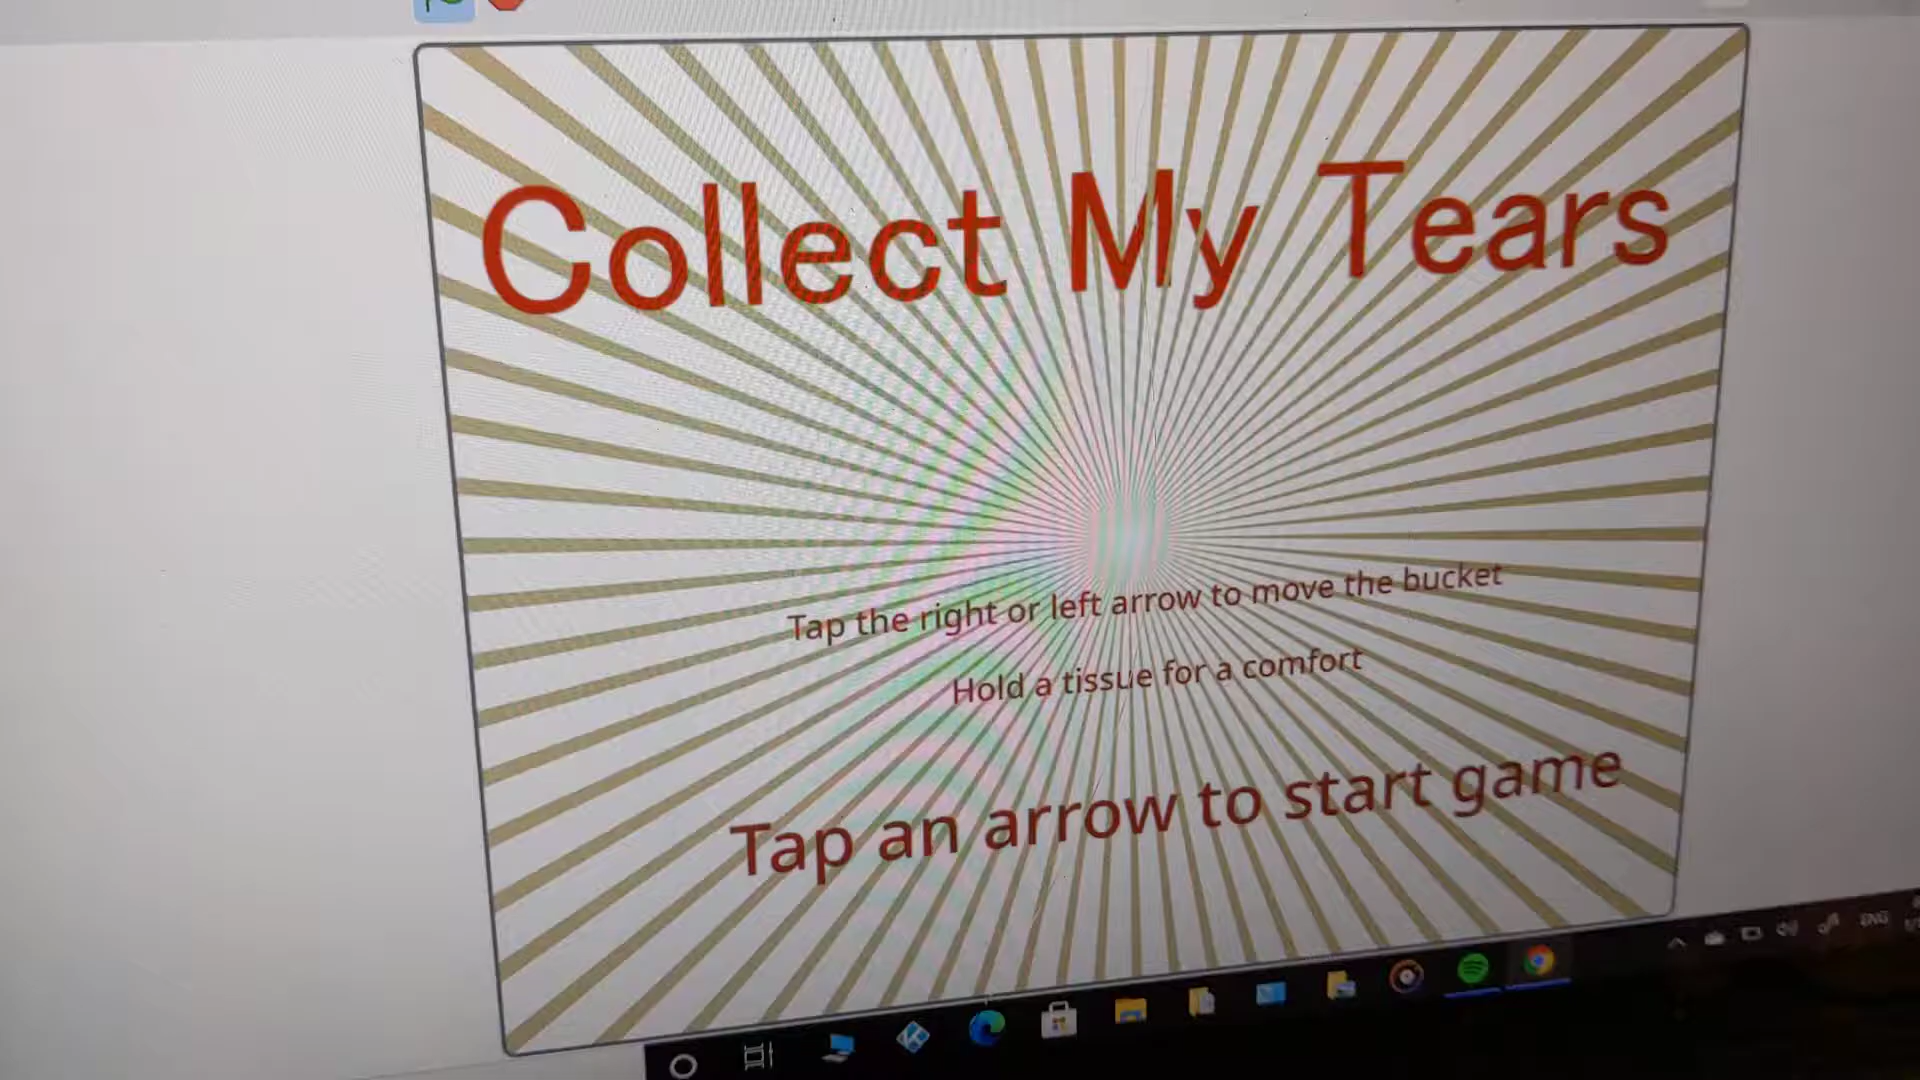 Collect My Tears
Tap the right or left arrow to move the bucket
Hold a tissue for a comfort
Tap an arrow to start game
ENG